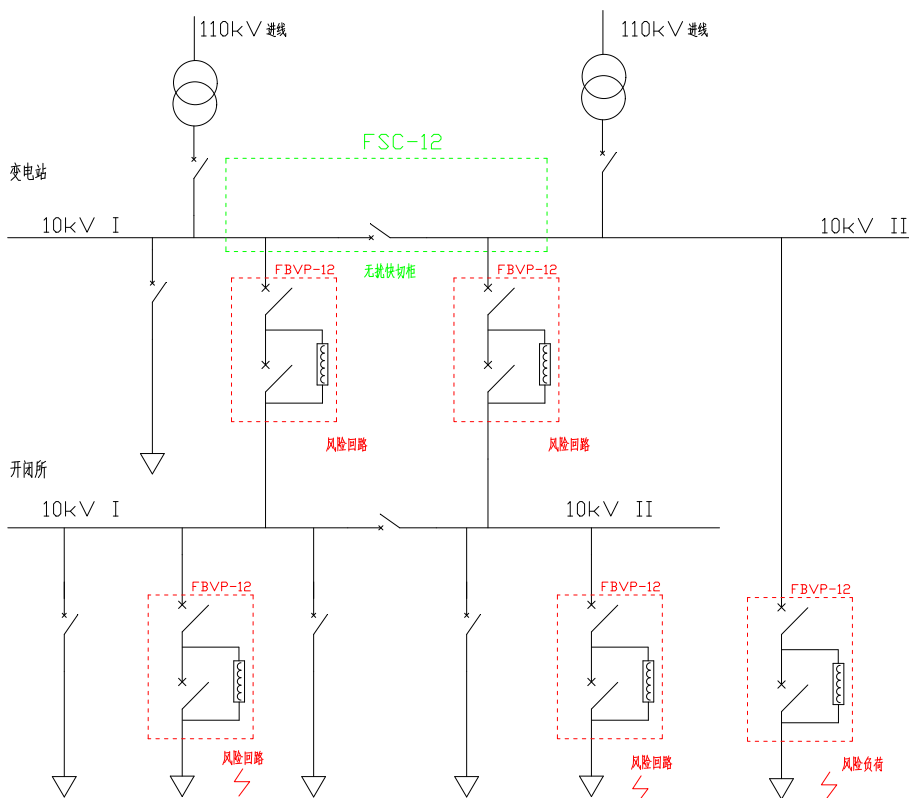 110kV 进线
110kV 进线
FSC-12
变电站
10kV I
10kV II
FBVP-12
无扰快切柜
FBVP-12
风险回路
风险回路
开闭所
10kV I
10kV II
FBVP-12
FBVP-12
FBVP-12
风险回路
风险回路
风险负荷